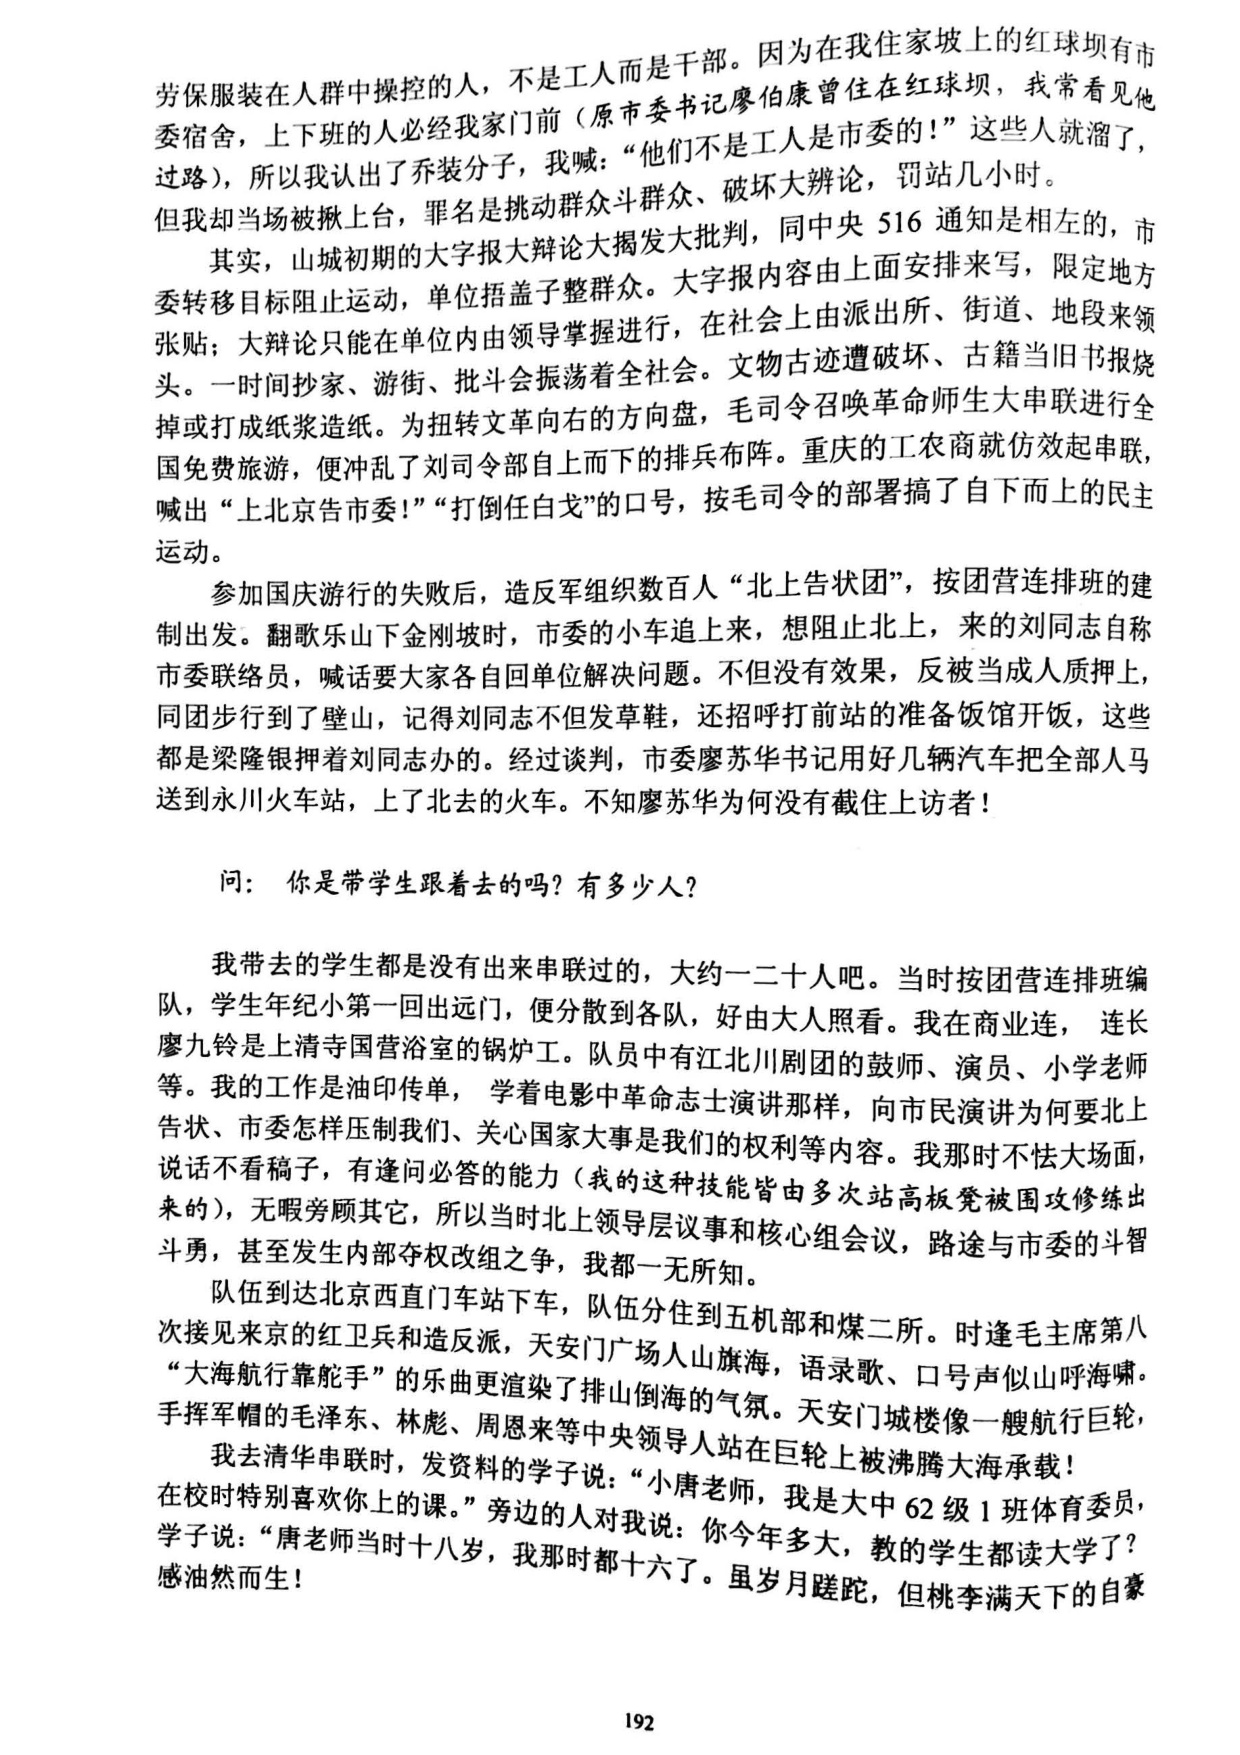 劳保服装在人群中操控的人，不是工人而是干部。因为在我住家坡上的红球坝有市
委宿舍，上下班的人必经我家门前（原市委书记廖伯康曾住在红球坝，我常看见他
过路），所以我认出了乔装分子，我喊：“他们不是工人是市委的！”这些人就溜了，
但我却当场被揪上台，罪名是挑动群众斗群众、破坏大辨论，罚站几小时。
其实，山城初期的大字报大辩论大揭发大批判，同中央 516 通知是相左的，市
委转移目标阻止运动，单位捂盖子整群众。大字报内容由上面安排来写，限定地方
张贴；大辩论只能在单位内由领导掌握进行，在社会上由派出所、街道、地段来领
头。一时间抄家、游街、批斗会振荡着全社会。文物古迹遭破坏、古籍当旧书报烧
掉或打成纸浆造纸。为扭转文革向右的方向盘，毛司令召唤革命师生大串联进行全
国免费旅游，便冲乱了刘司令部自上而下的排兵布阵。重庆的工农商就仿效起串联，
喊出“上北京告市委！”“打倒任白戈”的口号，按毛司令的部署搞了自下而上的民主
运动。
参加国庆游行的失败后，造反军组织数百人“北上告状团”，按团营连排班的建
制出发。翻歌乐山下金刚坡时，市委的小车追上来，想阻止北上，来的刘同志自称
市委联络员，喊话要大家各自回单位解决问题。不但没有效果，反被当成人质押上，
同团步行到了璧山，记得刘同志不但发草鞋，还招呼打前站的准备饭馆开饭，这些
都是梁隆银押着刘同志办的。经过谈判，市委廖苏华书记用好几辆汽车把全部人马
送到永川火车站，上了北去的火车。不知廖苏华为何没有截住上访者！
问： 你是带学生跟着去的吗？有多少人？
我带去的学生都是没有出来串联过的，大约一二十人吧。当时按团营连排班编
队，学生年纪小第一回出远门，便分散到各队，好由大人照看。我在商业连， 连长
廖九铃是上清寺国营浴室的锅炉工。队员中有江北川剧团的鼓师、演员、小学老师
等。我的工作是油印传单， 学着电影中革命志士演讲那样，向市民演讲为何要北上
告状、市委怎样压制我们、关心国家大事是我们的权利等内容。我那时不怯大场面，
说话不看稿子，有逢问必答的能力（我的这种技能皆由多次站高板凳被围攻修练出
来的），无暇旁顾其它，所以当时北上领导层议事和核心组会议，路途与市委的斗智
斗勇，甚至发生内部夺权改组之争，我都一无所知。
队伍到达北京西直门车站下车，队伍分住到五机部和煤二所。时逢毛主席第八
次接见来京的红卫兵和造反派，天安门广场人山旗海，语录歌、口号声似山呼海啸。
“大海航行靠舵手”的乐曲更渲染了排山倒海的气氛。天安门城楼像一艘航行巨轮，
手挥军帽的毛泽东、林彪、周恩来等中央领导人站在巨轮上被沸腾大海承载！
我去清华串联时，发资料的学子说：“小唐老师，我是大中 62 级 1 班体育委员，
在校时特别喜欢你上的课。”旁边的人对我说：你今年多大，教的学生都读大学了？
学子说：“唐老师当时十八岁，我那时都十六了。虽岁月蹉跎，但桃李满天下的自豪
感油然而生！
192